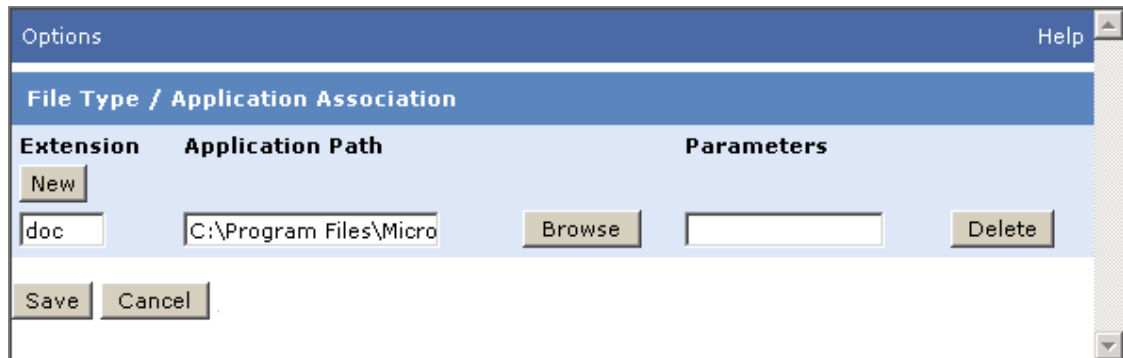 Options Help
File Type / Application Association
Extension Application Path Parameters
New
doc C:\Program Files\Micro Browse Delete
Save Cancel